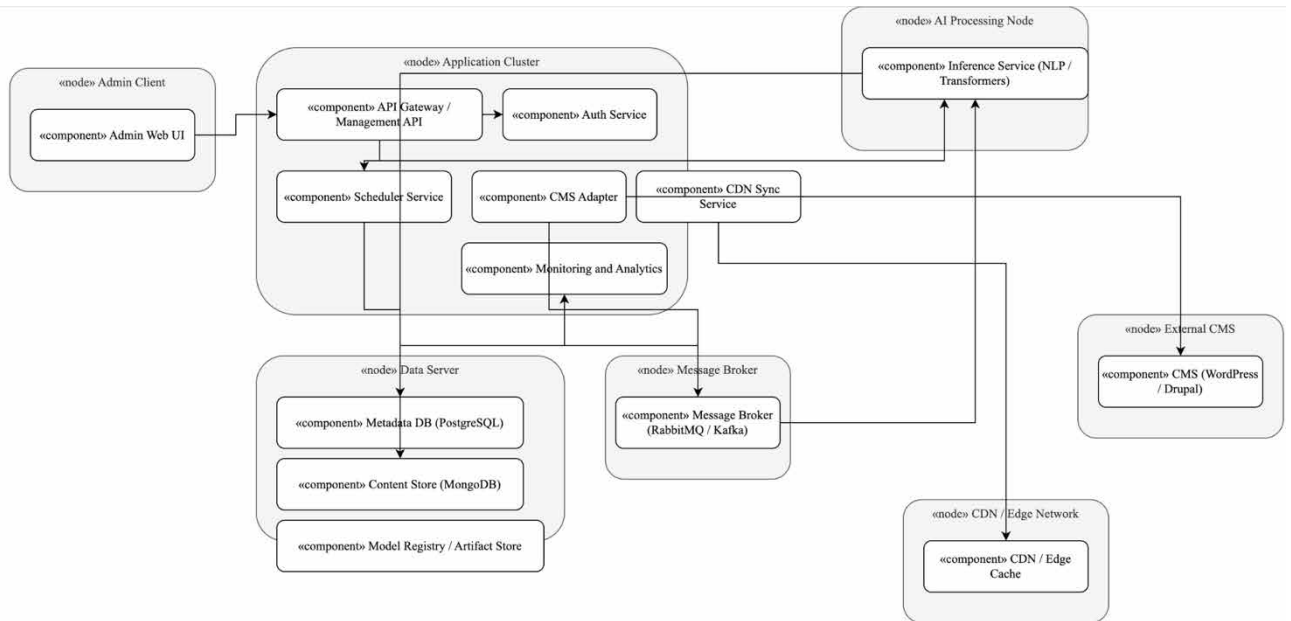 «node» AI Processing Node
«component» Inference Service (NLP /
Transformers)
«node» Application Cluster
«node» Admin Client
«component» Admin Web UI
«component» API Gateway /
Management API
«component» Auth Service
«component» Scheduler Service
«component» CMS Adapter
«component» CDN Sync
Service
«component» Monitoring and Analytics
«node» Data Server
«component» Metadata DB (PostgreSQL)
«component» Content Store (MongoDB)
«component» Model Registry / Artifact Store
«node» Message Broker
«component» Message Broker
(RabbitMQ / Kafka)
«node» External CMS
«component» CMS (WordPress
/ Drupal)
«node» CDN / Edge Network
«component» CDN / Edge
Cache